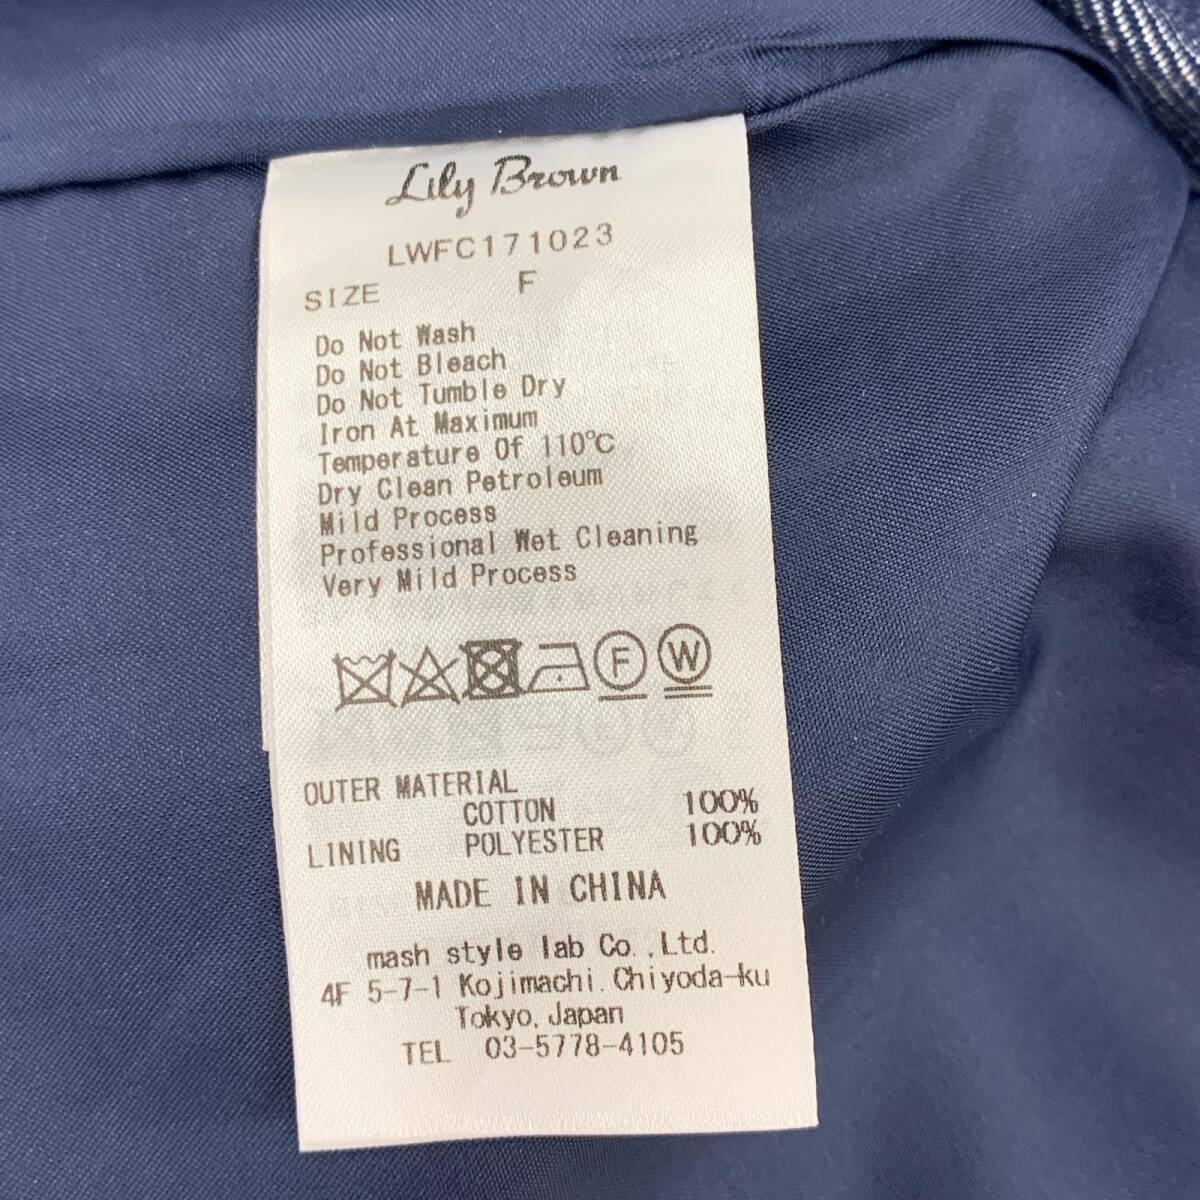 Lily Brown
LWFC171023
SIZE F
Do Not Wash
Do Not Bleach
Do Not Tumble Dry
Iron At Maximum
Temperature Of 110℃
Dry Clean Petroleum
Mild Process
Professional Wet Cleaning
Very Mild Process
F W
OUTER MATERIAL
COTTON 100%
LINING POLYESTER 100%
MADE IN CHINA
mash style lab Co.,Ltd.
4F 5-7-1 Kojimachi.Chiyoda-ku
Tokyo, Japan
TEL 03-5778-4105